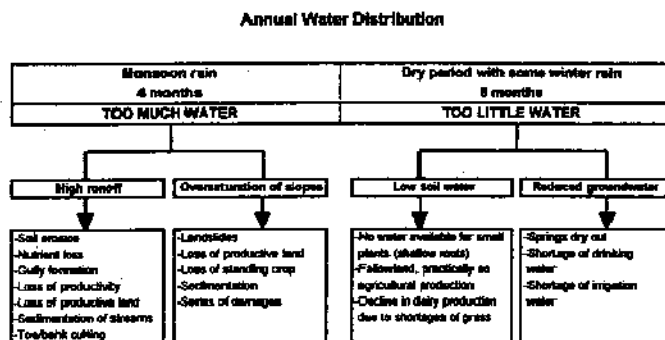 Annual Water Distribution
Monsoon rain
4 months
TOO MUCH WATER
Dry period with some winter rain
8 months
TOO LITTLE WATER
High runoff
Oversaturation of slopes
Low soil water
Reduced groundwater
-Soil erosion
-Nutrient loss
-Gully formation
-Loss of productivity
-Loss of productive land
-Sedimentation of streams
-Toe/bank cutting
-Landslides
-Loss of productive land
-Loss of standing crop
-Sedimentation
-Series of damages
-No water available for small
plants (shallow roots)
-Fallowland, practically no
agricultural production
-Decline in dairy production
due to shortages of grass
-Springs dry out
-Shortage of drinking
water
-Shortage of irrigation
water